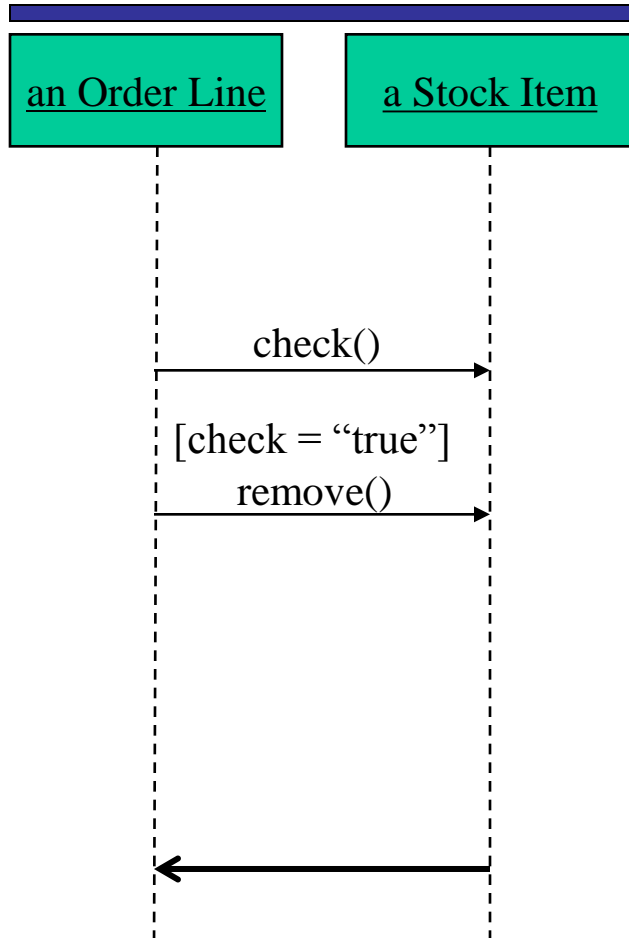 an Order Line
a Stock Item
check()
[check = “true”]
remove()